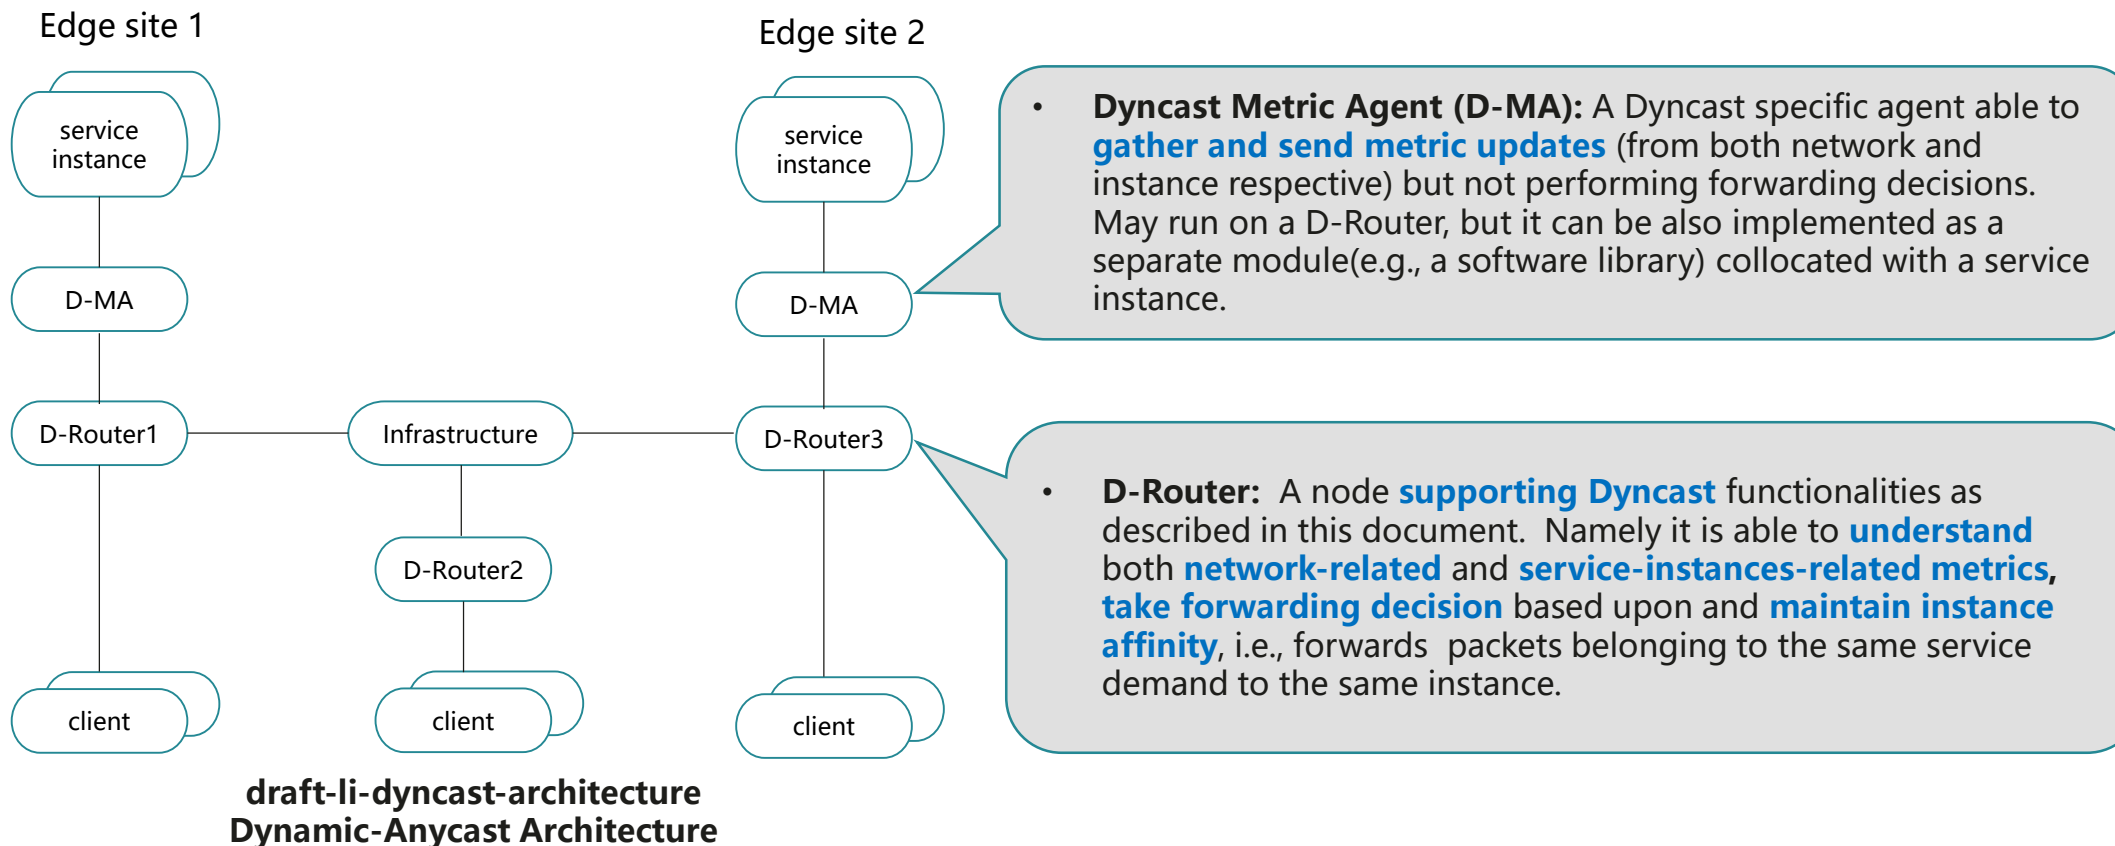 Edge site 1
Edge site 2
service
instance
service
instance
D-MA
D-MA
D-Router1
Infrastructure
D-Router3
D-Router2
client
client
client
draft-li-dyncast-architecture
Dynamic-Anycast Architecture
• Dyncast Metric Agent (D-MA): A Dyncast specific agent able to
gather and send metric updates (from both network and
instance respective) but not performing forwarding decisions.
May run on a D-Router, but it can be also implemented as a
separate module(e.g., a software library) collocated with a service
instance.
• D-Router: A node supporting Dyncast functionalities as
described in this document. Namely it is able to understand
both network-related and service-instances-related metrics,
take forwarding decision based upon and maintain instance
affinity, i.e., forwards packets belonging to the same service
demand to the same instance.